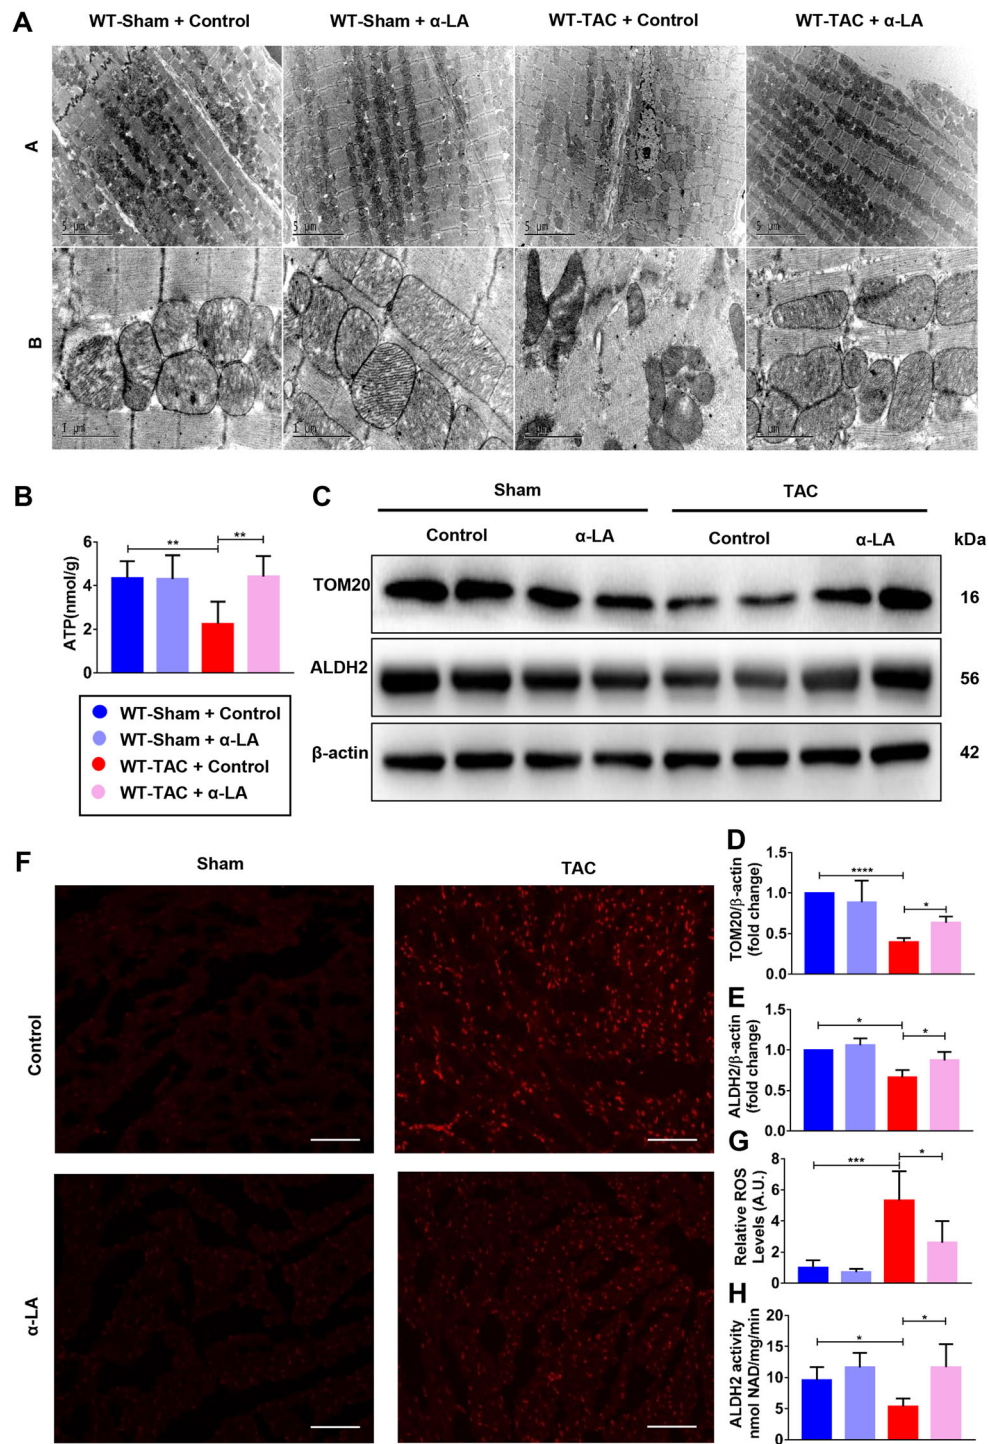 A
WT-Sham + Control
WT-Sham + α-LA
WT-TAC + Control
WT-TAC + α-LA
A
5 μm
5 μm
5 μm
5 μm
B
1 μm
1 μm
1 μm
1 μm
B
ATP(nmol/g)
6
4
2
0
**
**
WT-Sham + Control
WT-Sham + α-LA
WT-TAC + Control
WT-TAC + α-LA
C
Sham
TAC
Control
α-LA
Control
α-LA
kDa
TOM20
16
ALDH2
56
β-actin
42
F
Sham
TAC
Control
α-LA
D
TOM20/β-actin
(fold change)
1.5
1.0
0.5
0.0
****
*
E
ALDH2/β-actin
(fold change)
1.5
1.0
0.5
0.0
*
*
G
Relative ROS
Levels (A.U.)
8
6
4
2
0
***
*
H
ALDH2 activity
nmol NAD/mg/min
20
15
10
5
0
*
*